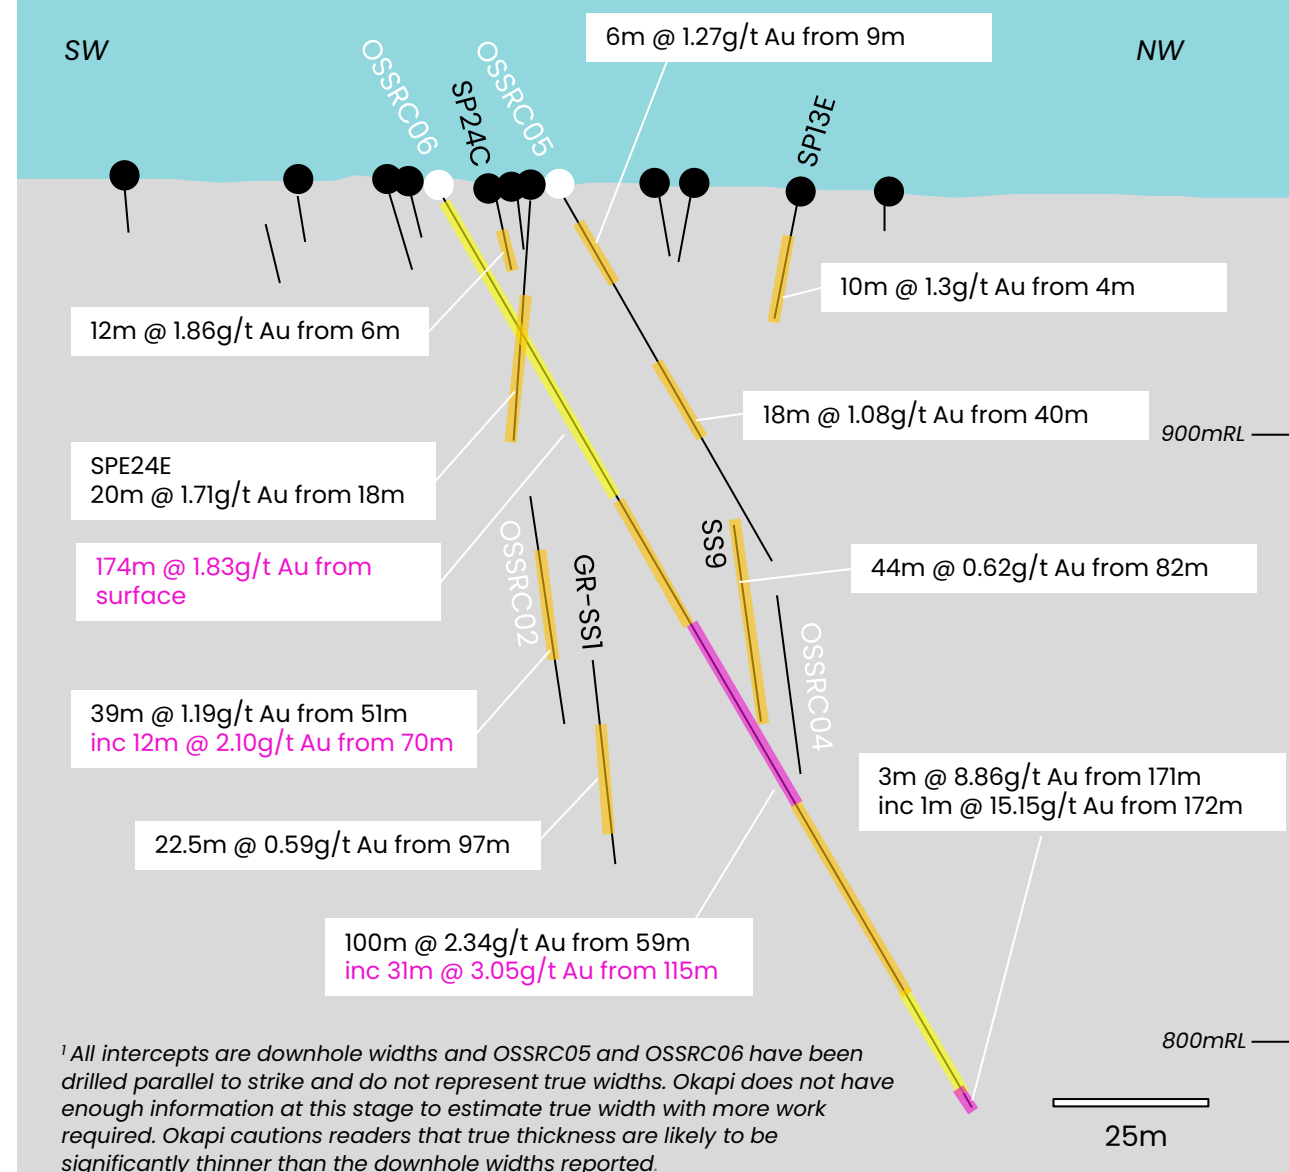 SW
NW
6m @ 1.27g/t Au from 9m
OSSRC06
SP24C
OSSRC05
SP13E
10m @ 1.3g/t Au from 4m
12m @ 1.86g/t Au from 6m
18m @ 1.08g/t Au from 40m
900mRL
SPE24E
20m @ 1.71g/t Au from 18m
174m @ 1.83g/t Au from
surface
OSSRC02
GR-SS1
SS9
44m @ 0.62g/t Au from 82m
OSSRC04
39m @ 1.19g/t Au from 51m
inc 12m @ 2.10g/t Au from 70m
3m @ 8.86g/t Au from 171m
inc 1m @ 15.15g/t Au from 172m
22.5m @ 0.59g/t Au from 97m
100m @ 2.34g/t Au from 59m
inc 31m @ 3.05g/t Au from 115m
800mRL
25m
¹ All intercepts are downhole widths and OSSRC05 and OSSRC06 have been
drilled parallel to strike and do not represent true widths. Okapi does not have
enough information at this stage to estimate true width with more work
required. Okapi cautions readers that true thickness are likely to be
significantly thinner than the downhole widths reported.